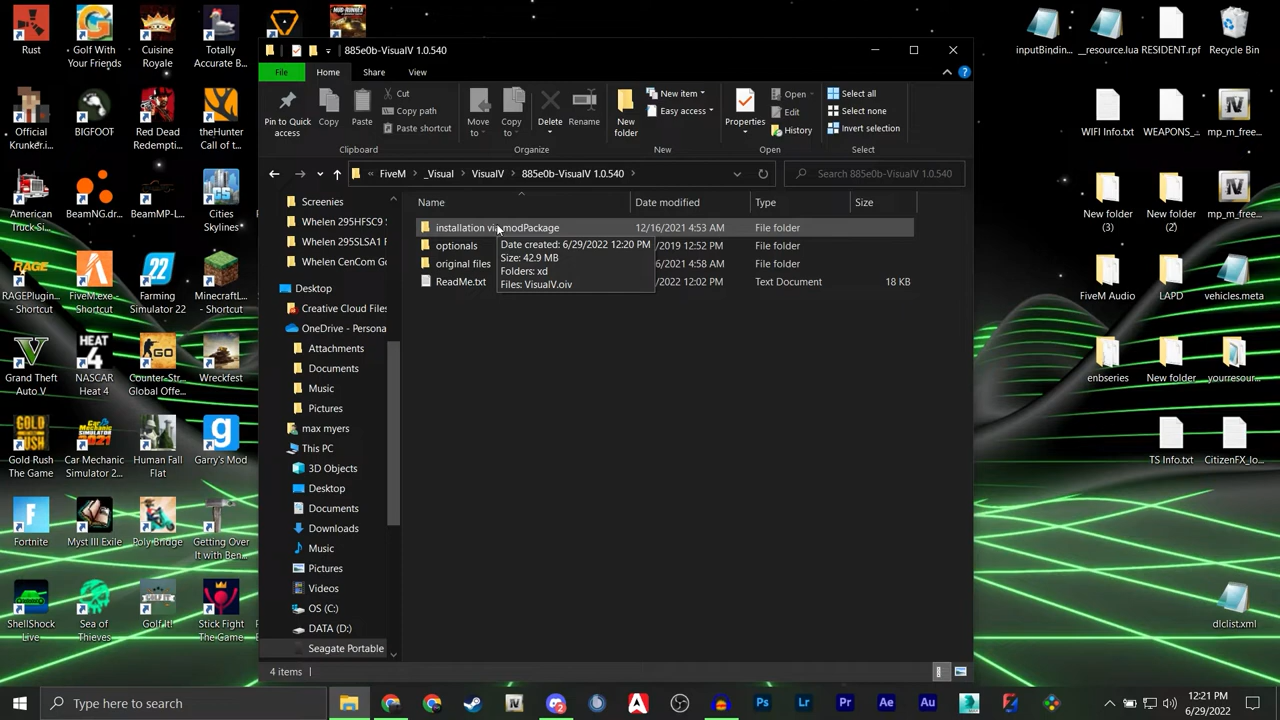 Rust
Golf With
Your Friends
Cuisine
Royale
Totally
Accurate B...
Official
Krunker.i...
BIGFOOT
Red Dead
Redempti...
theHunter
Call of t...
American
Truck Si...
BeamNG.dr...
BeamMP-L...
Cities
Skylines
RAGEPlugin...
- Shortcut
FiveM.exe -
Shortcut
Farming
Simulator 22
MinecraftL...
- Shortcut
Grand Theft
Auto V
NASCAR
Heat 4
Counter-Str...
Global Offe...
Wreckfest
Gold Rush
The Game
Car Mechanic
Simulator 2...
Human Fall
Flat
Garry's Mod
Fortnite
Myst III Exile
Poly Bridge
Getting Over
It with Ben...
ShellShock
Live
Sea of
Thieves
Golf It!
Stick Fight
The Game
885e0b-VisualV 1.0.540
File
Home
Share
View
Pin to Quick
access
Copy
Paste
Cut
Copy path
Paste shortcut
Clipboard
Move
to
Copy
to
Delete
Rename
Organize
New
folder
New item
Easy access
New
Properties
Open
Edit
History
Open
Select all
Select none
Invert selection
Select
« FiveM > _Visual > VisualV > 885e0b-VisualV 1.0.540 >
Search 885e0b-VisualV 1.0.540
Screenies
Whelen 295HFSC9
Whelen 295SLSA1
Whelen CenCom Go
Desktop
Creative Cloud Files
OneDrive - Persona
Attachments
Documents
Music
Pictures
max myers
This PC
3D Objects
Desktop
Documents
Downloads
Music
Pictures
Videos
OS (C:)
DATA (D:)
Seagate Portable
Name Date modified Type Size
installation via modPackage 12/16/2021 4:53 AM File folder
optionals /2019 12:52 PM File folder
original files 6/2021 4:58 AM File folder
ReadMe.txt /2022 12:02 PM Text Document 18 KB
Date created: 6/29/2022 12:20 PM
Size: 42.9 MB
Folders: xd
Files: VisualV.oiv
4 items
inputBindin...
__resource.lua
RESIDENT.rpf
Recycle Bin
WIFI Info.txt
WEAPONS_...
mp_m_free...
New folder
(3)
New folder
(2)
mp_m_free...
FiveM Audio
LAPD
vehicles.meta
enbseries
New folder
yourresour...
TS Info.txt
CitizenFX_lo...
dlclist.xml
Type here to search
12:21 PM
6/29/2022